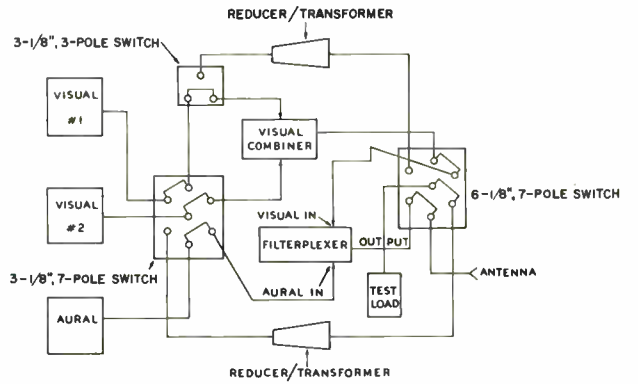 REDUCER/TRANSFORMER
3-1/8", 3-POLE SWITCH
VISUAL
#1
VISUAL
COMBINER
VISUAL
#2
6-1/8", 7-POLE SWITCH
VISUAL IN
FILTERPLEXER
OUTPUT
3-1/8", 7-POLE SWITCH
AURAL IN
TEST
LOAD
ANTENNA
AURAL
REDUCER/TRANSFORMER